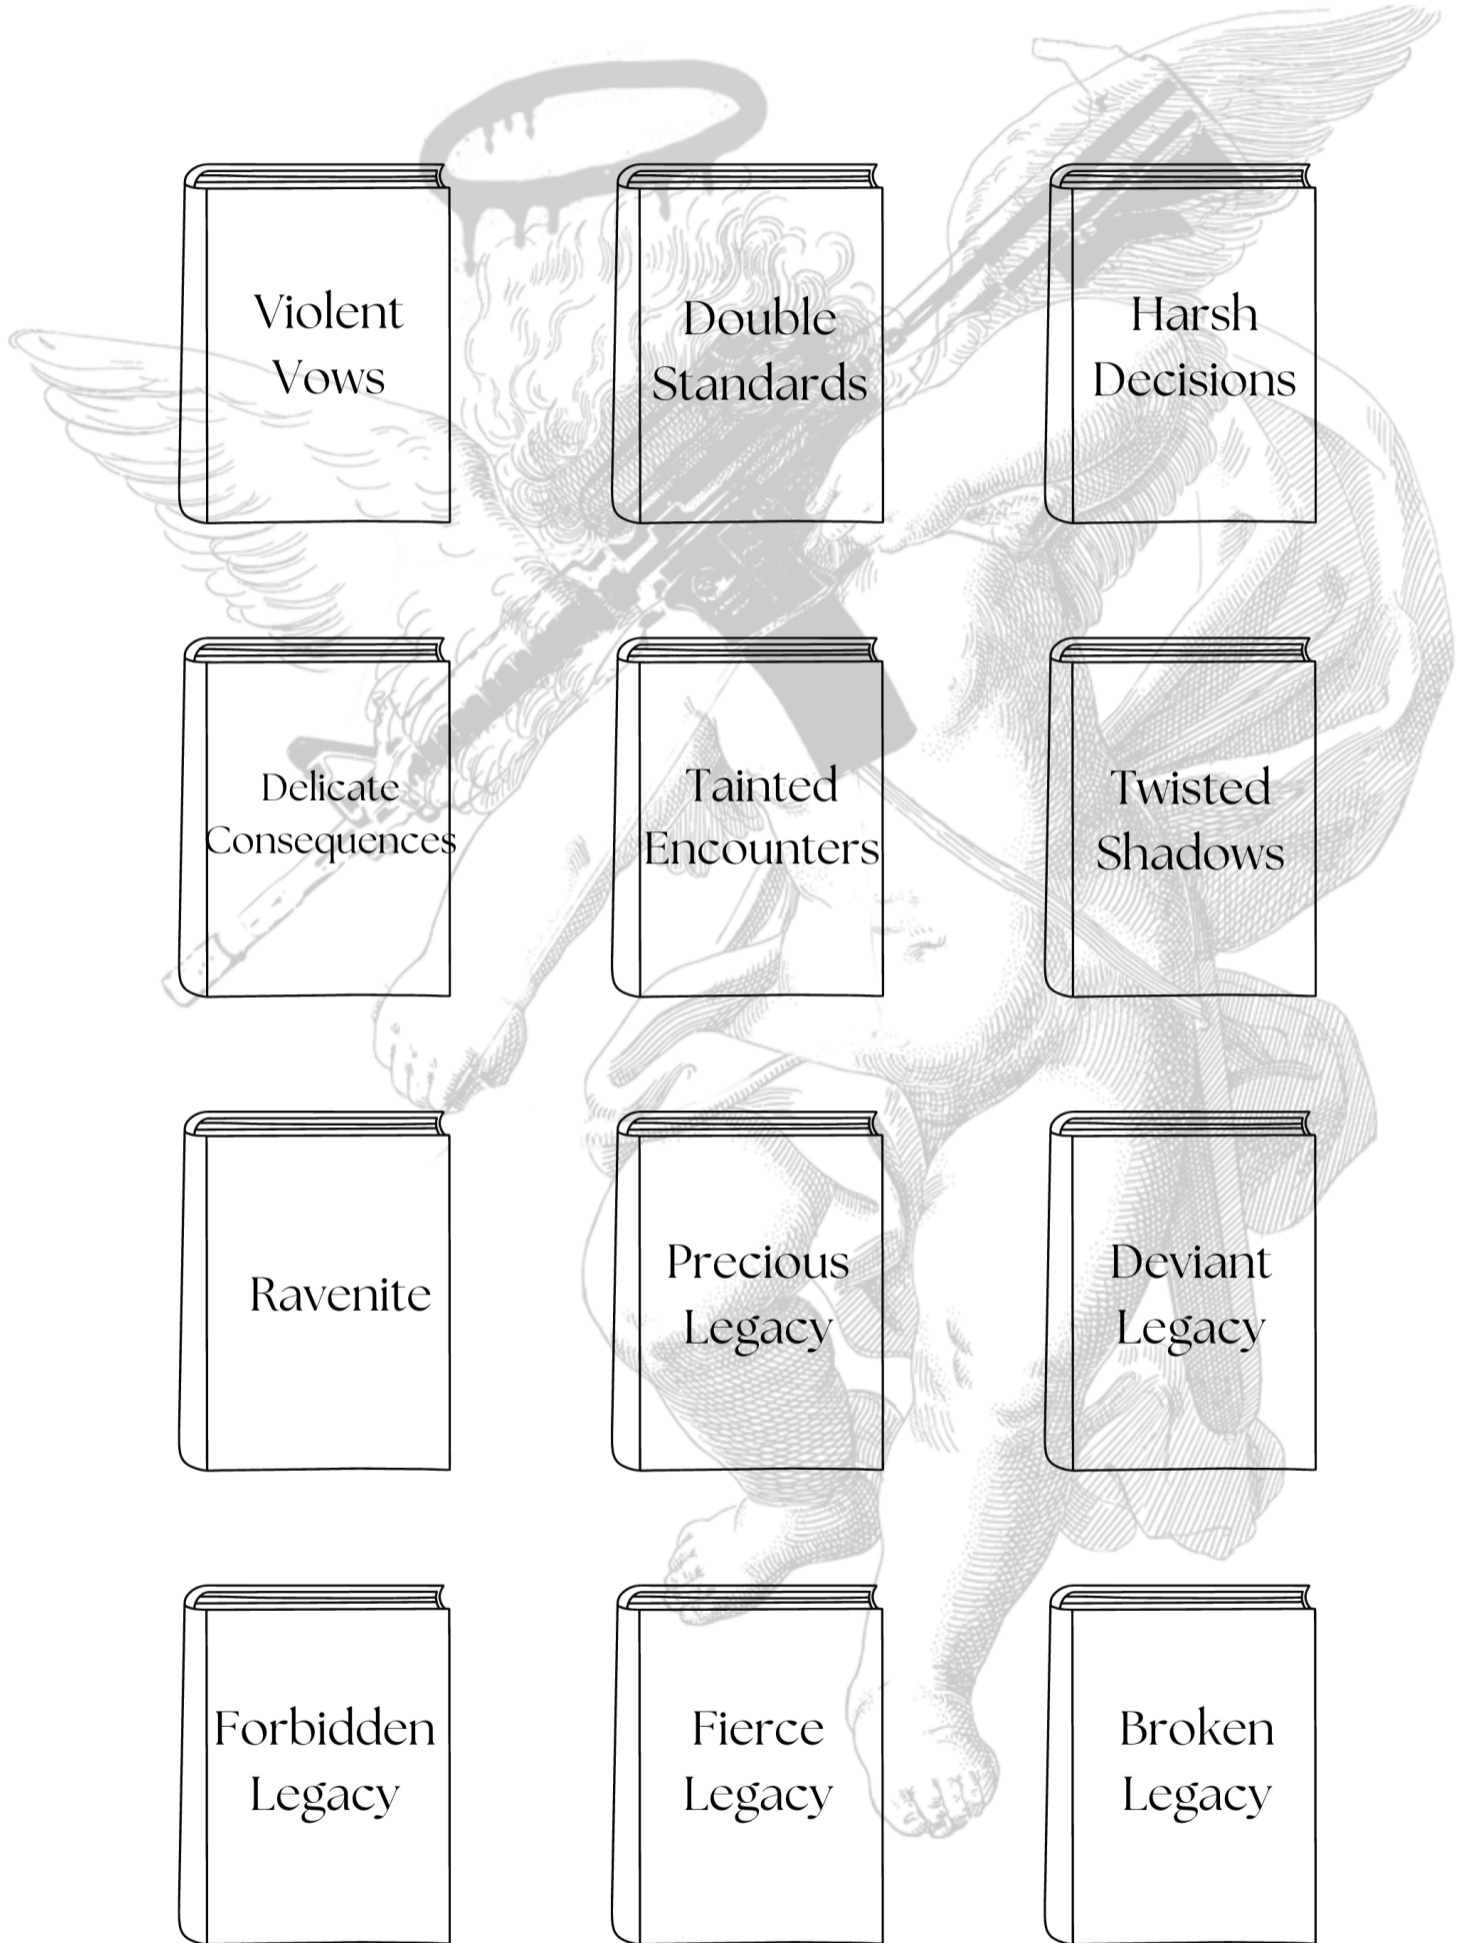 Violent
Vows
Double
Standards
Harsh
Decisions
Delicate
Consequences
Tainted
Encounters
Twisted
Shadows
Ravenite
Precious
Legacy
Deviant
Legacy
Forbidden
Legacy
Fierce
Legacy
Broken
Legacy